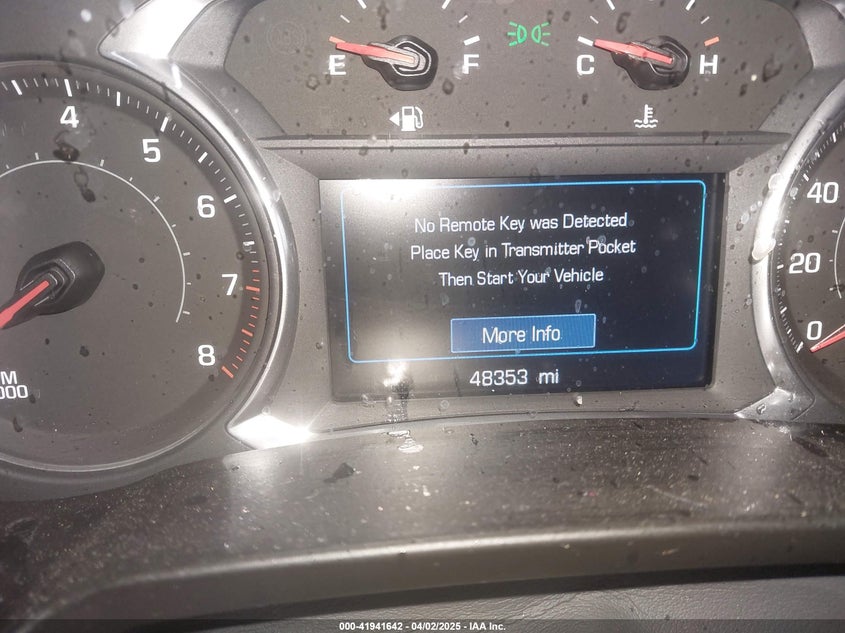 E F C H
4
5
6
7
8
No Remote Key was Detected
Place Key in Transmitter Pocket
Then Start Your Vehicle
More Info
48353 mi
40
20
0
M
000
000-41941642 - 04/02/2025 - IAA Inc.